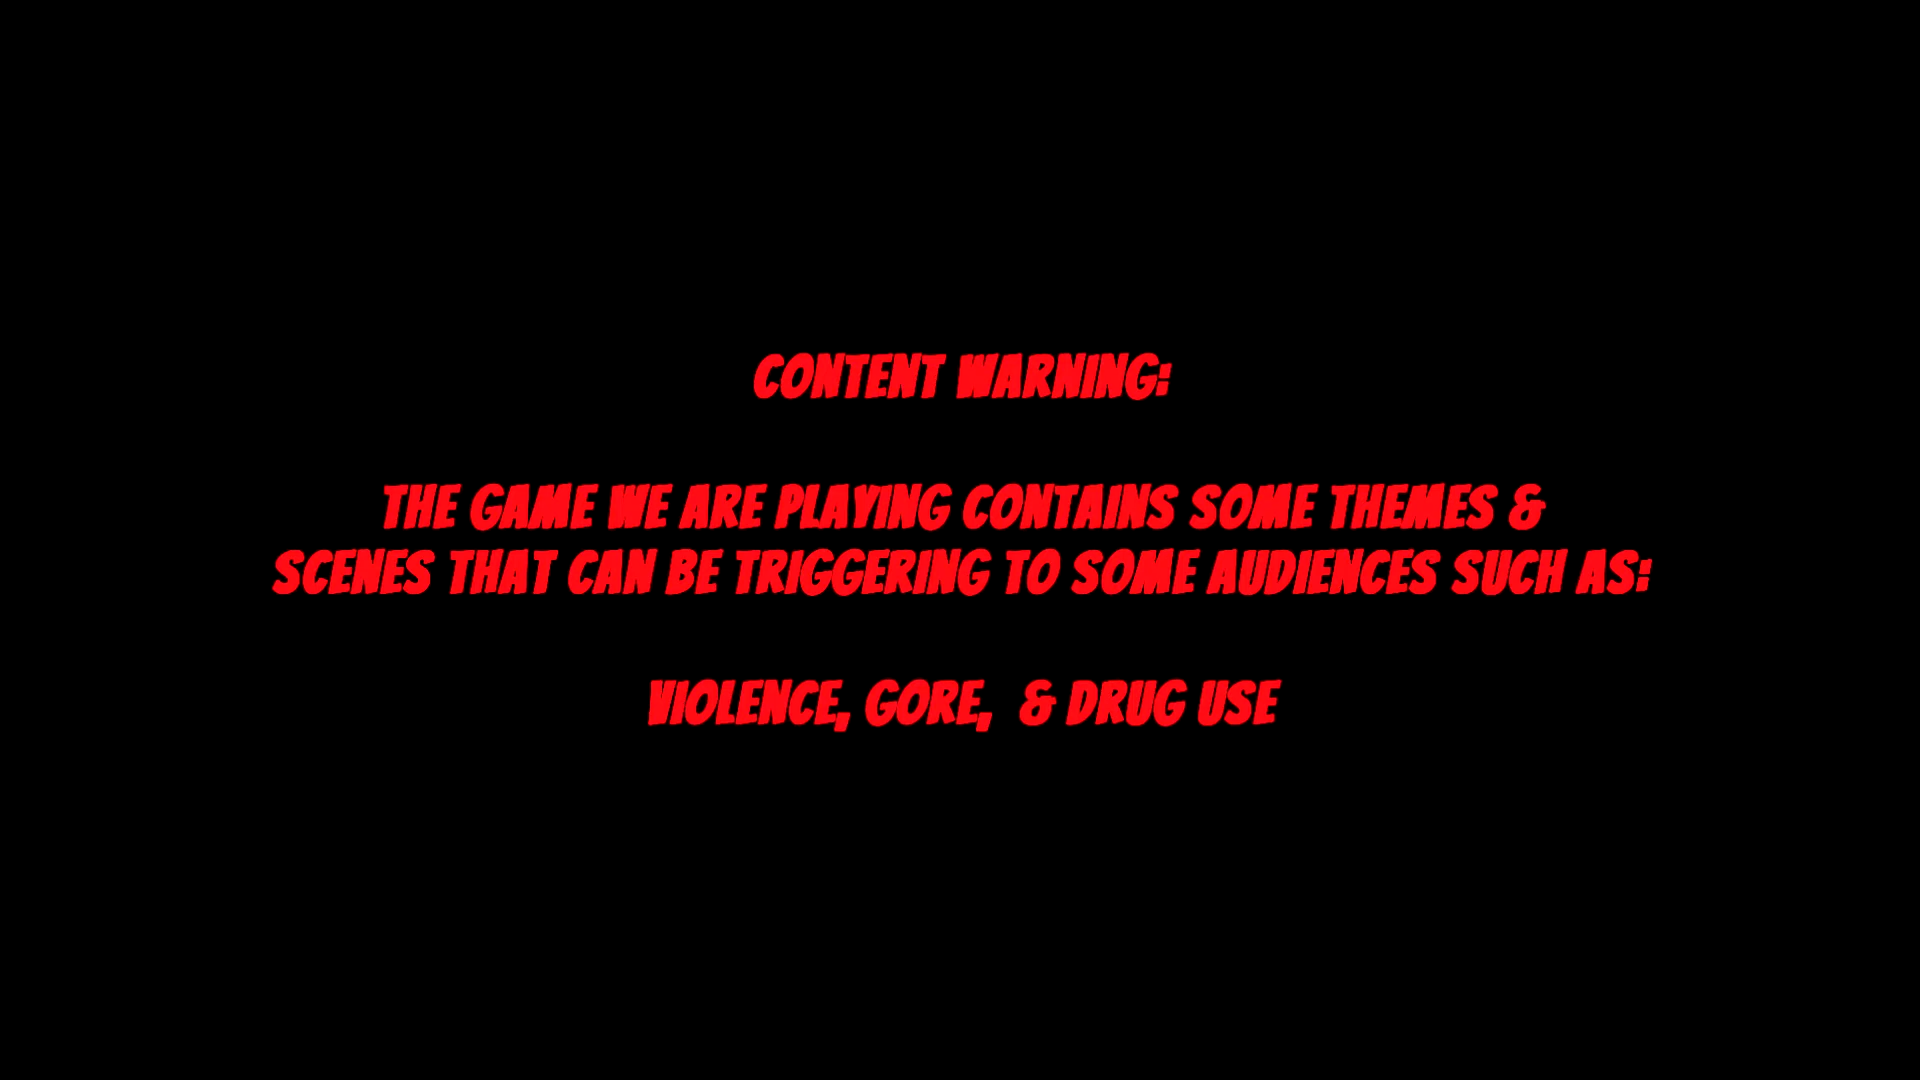 CONTENT WARNING:
THE GAME WE ARE PLAYING CONTAINS SOME THEMES &
SCENES THAT CAN BE TRIGGERING TO SOME AUDIENCES SUCH AS:
VIOLENCE, GORE,  & DRUG USE